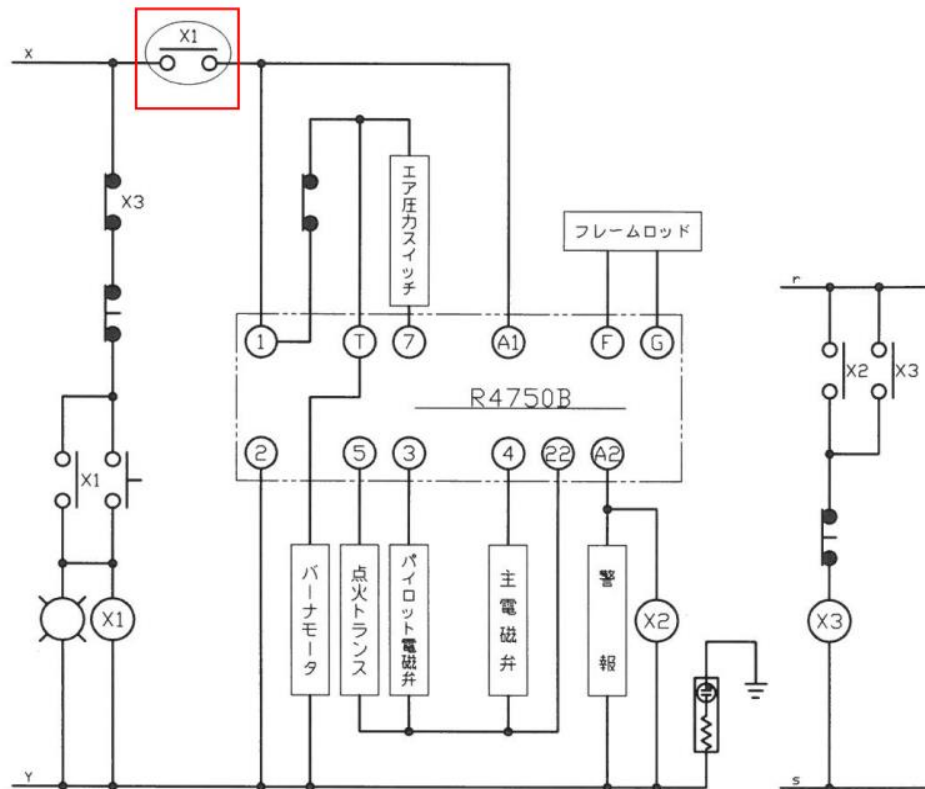 X1
X
X3
エア圧力スイッチ
フレームロッド
r
1
T
7
A1
F
G
X2
X3
R4750B
2
5
3
4
22
A2
X1
バーナモータ
点火トランス
パイロット電磁弁
主電磁弁
警報
X1
X2
X3
Y
s